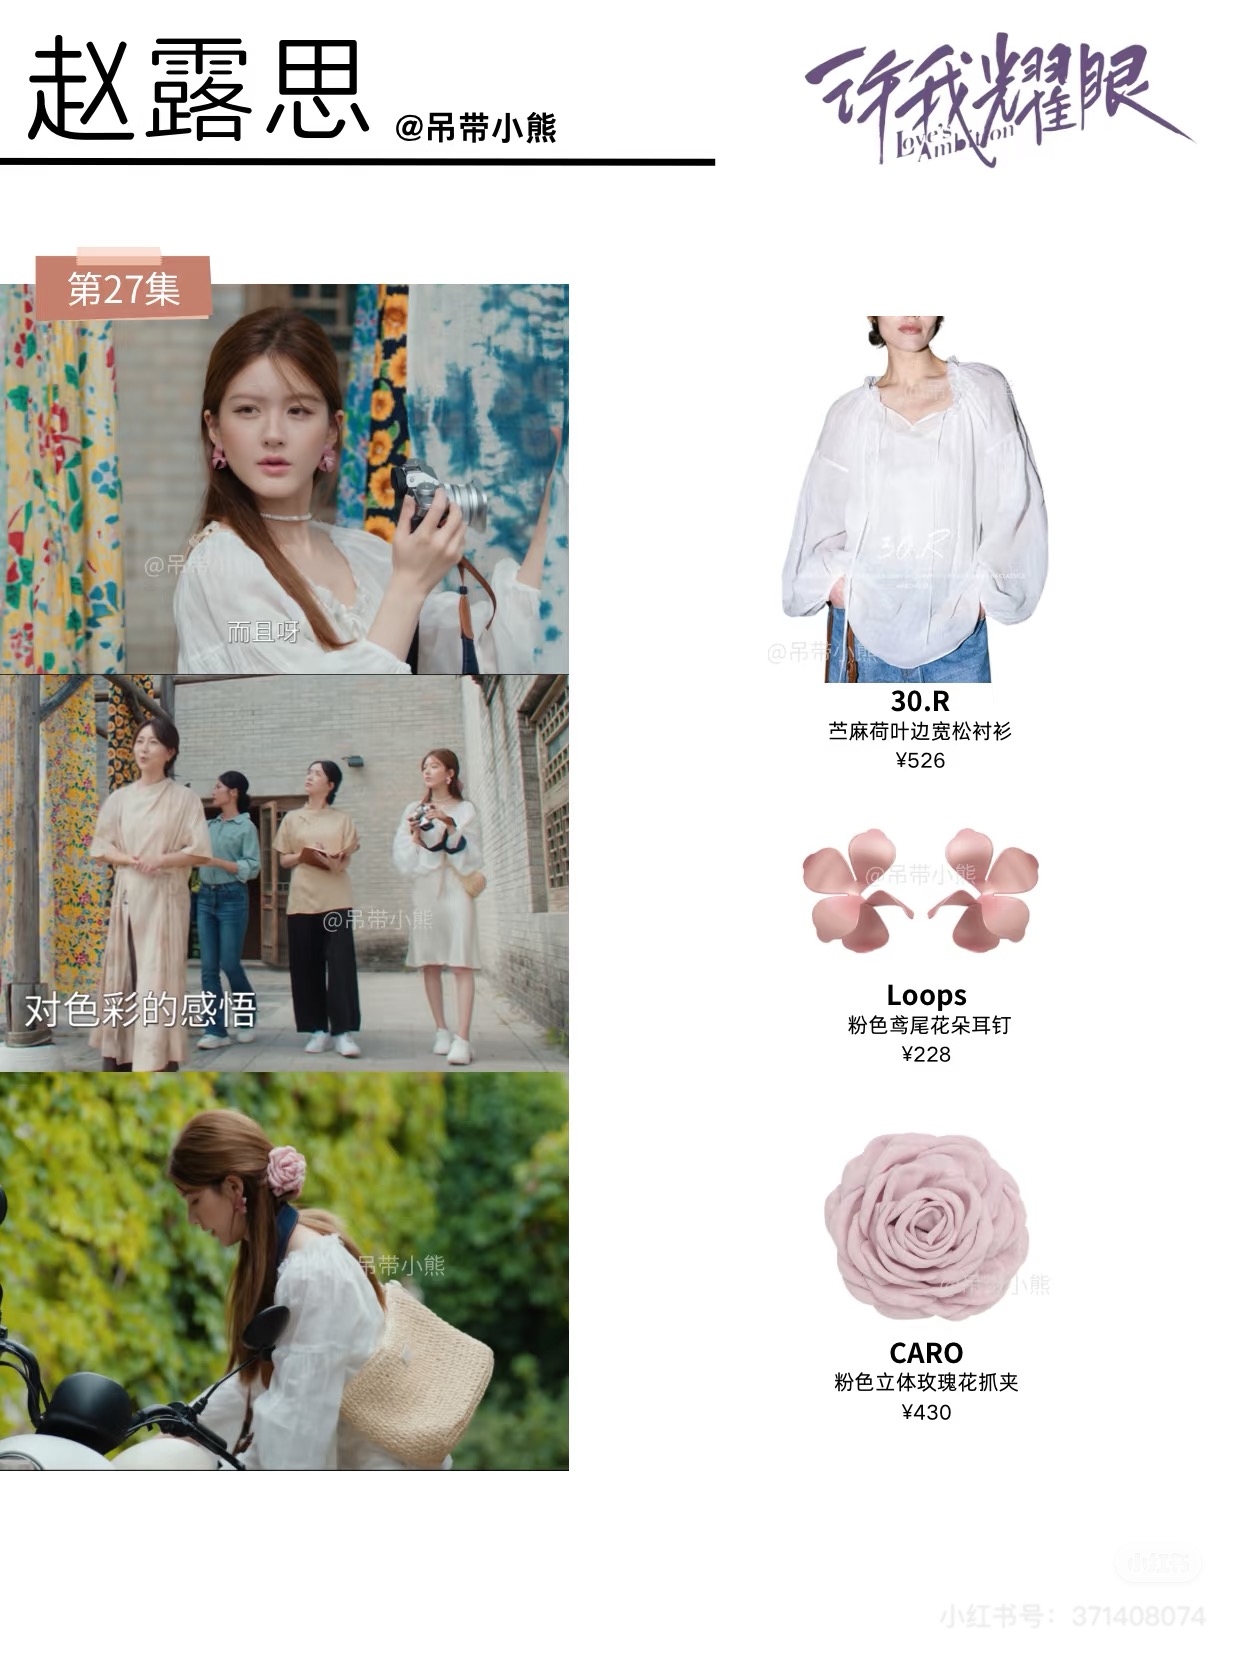 赵露思 @吊带小熊
许我耀眼
Love's Ambition
第27集
@吊带小熊
而且呀
30.R
@吊带小熊
30.R
苎麻荷叶边宽松衬衫
¥526
@吊带小熊
对色彩的感悟
@吊带小熊
Loops
粉色鸢尾花朵耳钉
¥228
吊带小熊
@吊带小熊
CARO
粉色立体玫瑰花抓夹
¥430
小红书
小红书号：371408074